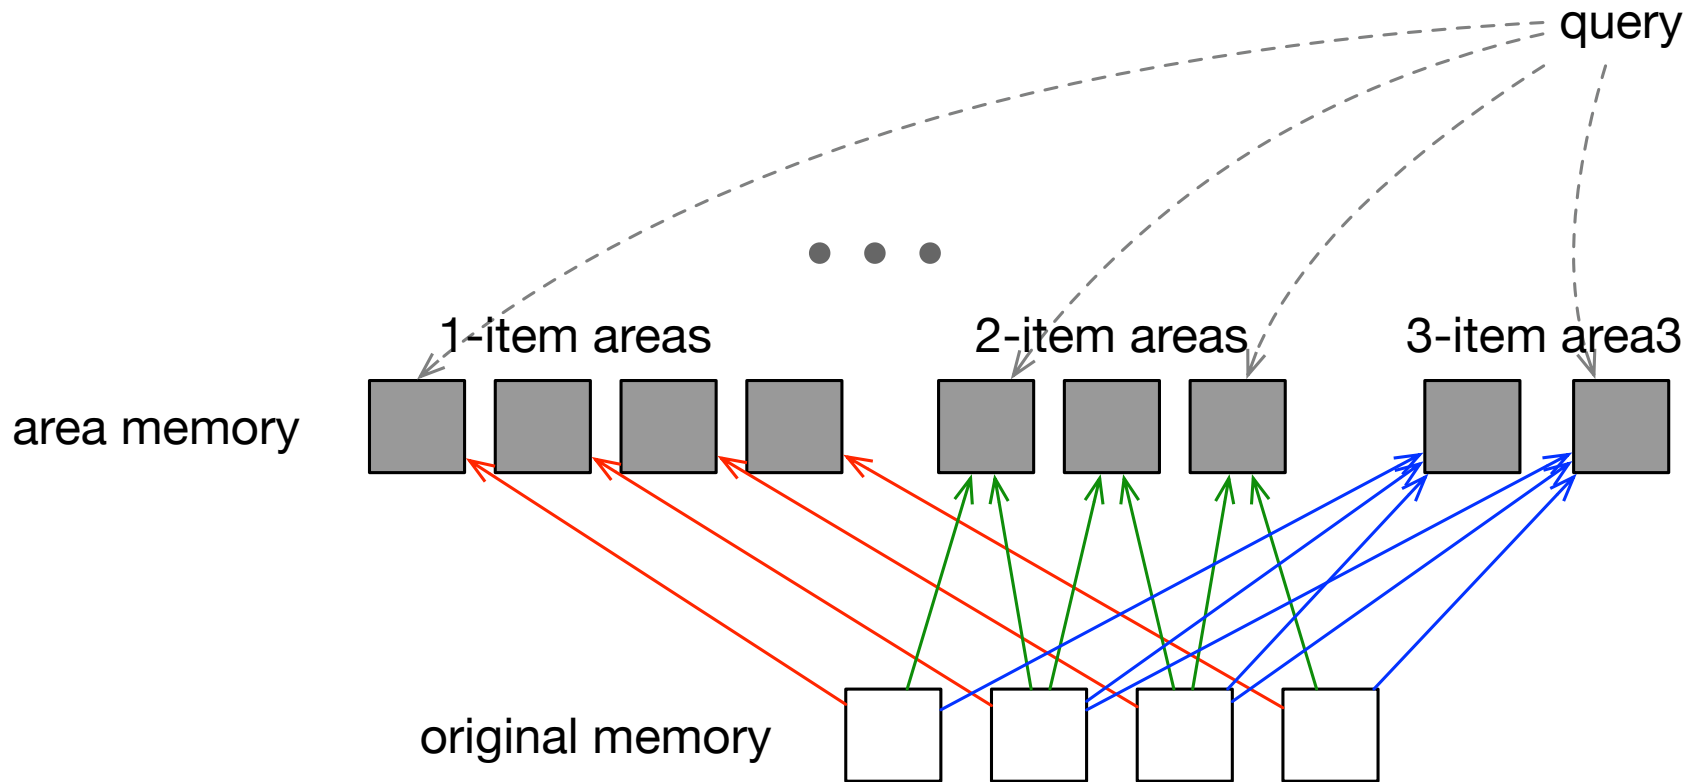 query
1-item areas
2-item areas
3-item area3
area memory
original memory